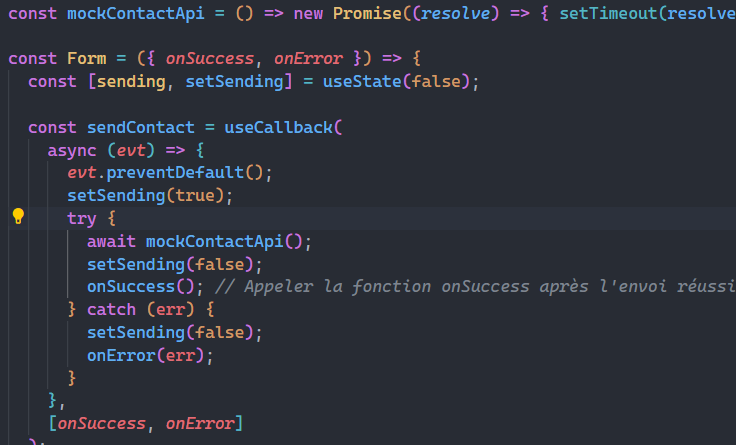 const mockContactApi = () => new Promise((resolve) => { setTimeout(resolve
const Form = ({ onSuccess, onError }) => {
const [sending, setSending] = useState(false);
const sendContact = useCallback(
async (evt) => {
evt.preventDefault();
setSending(true);
try {
await mockContactApi();
setSending(false);
onSuccess(); // Appeler la fonction onSuccess après l'envoi réussi
} catch (err) {
setSending(false);
onError(err);
}
},
[onSuccess, onError]
);